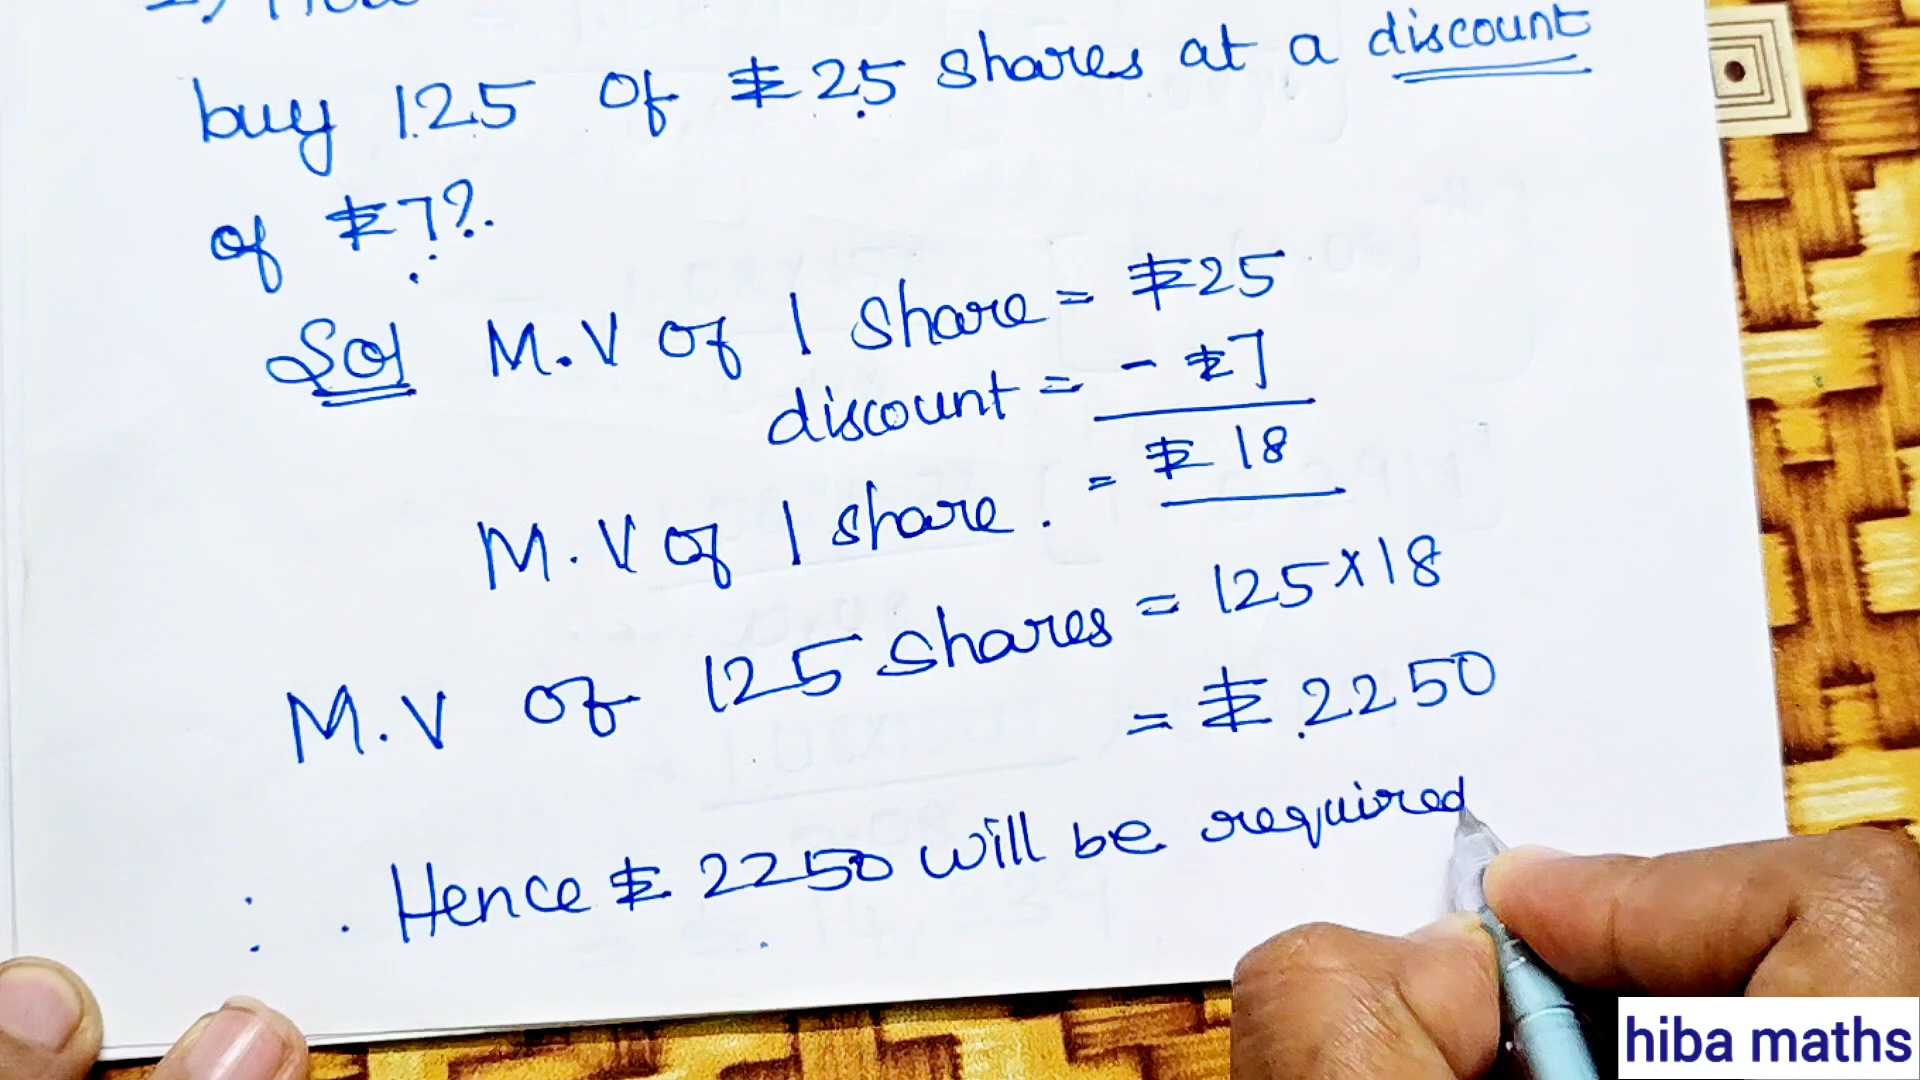 buy 125 of ₹25 shares at a discount
of ₹7?.
Sol M.V of 1 share = ₹25
discount = - ₹7
M.V of 1 share. = ₹ 18
M.V of 125 shares = 125×18
= ₹ 2250
∴ Hence ₹ 2250 will be required
hiba maths